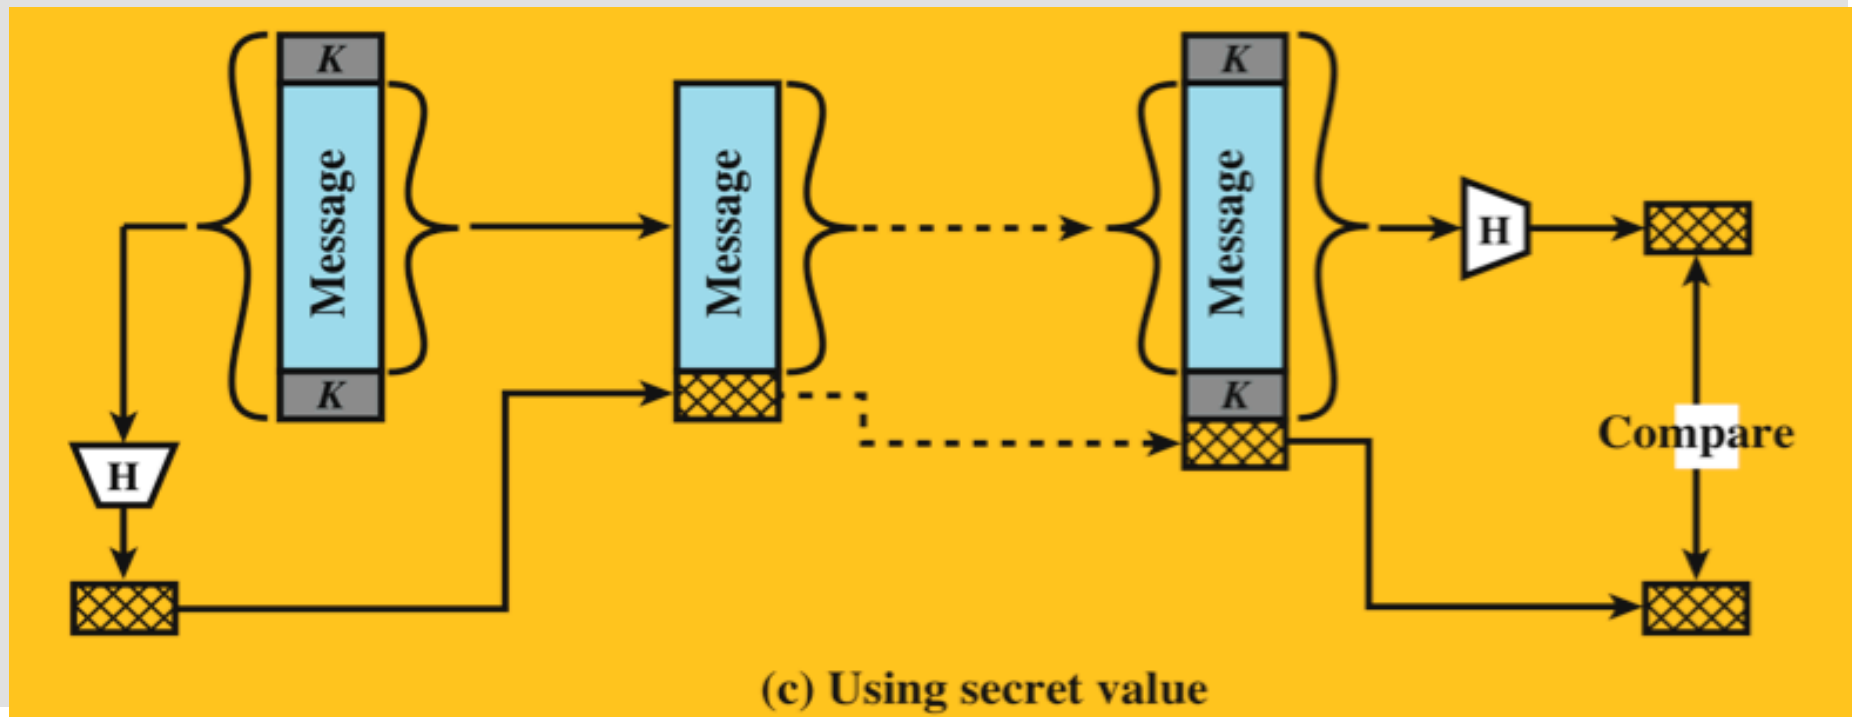 K
Message
K
H
Message
K
Message
K
H
Compare
(c) Using secret value